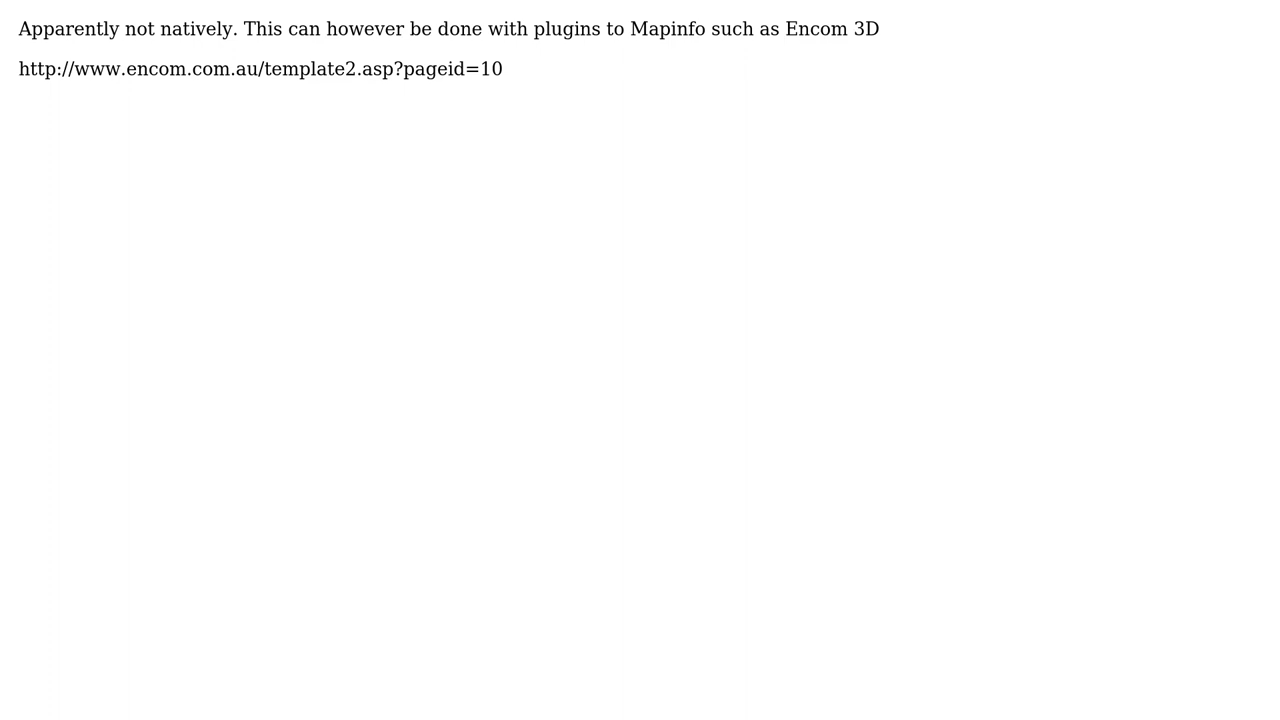 Apparently not natively. This can however be done with plugins to Mapinfo such as Encom 3D
http://www.encom.com.au/template2.asp?pageid=10